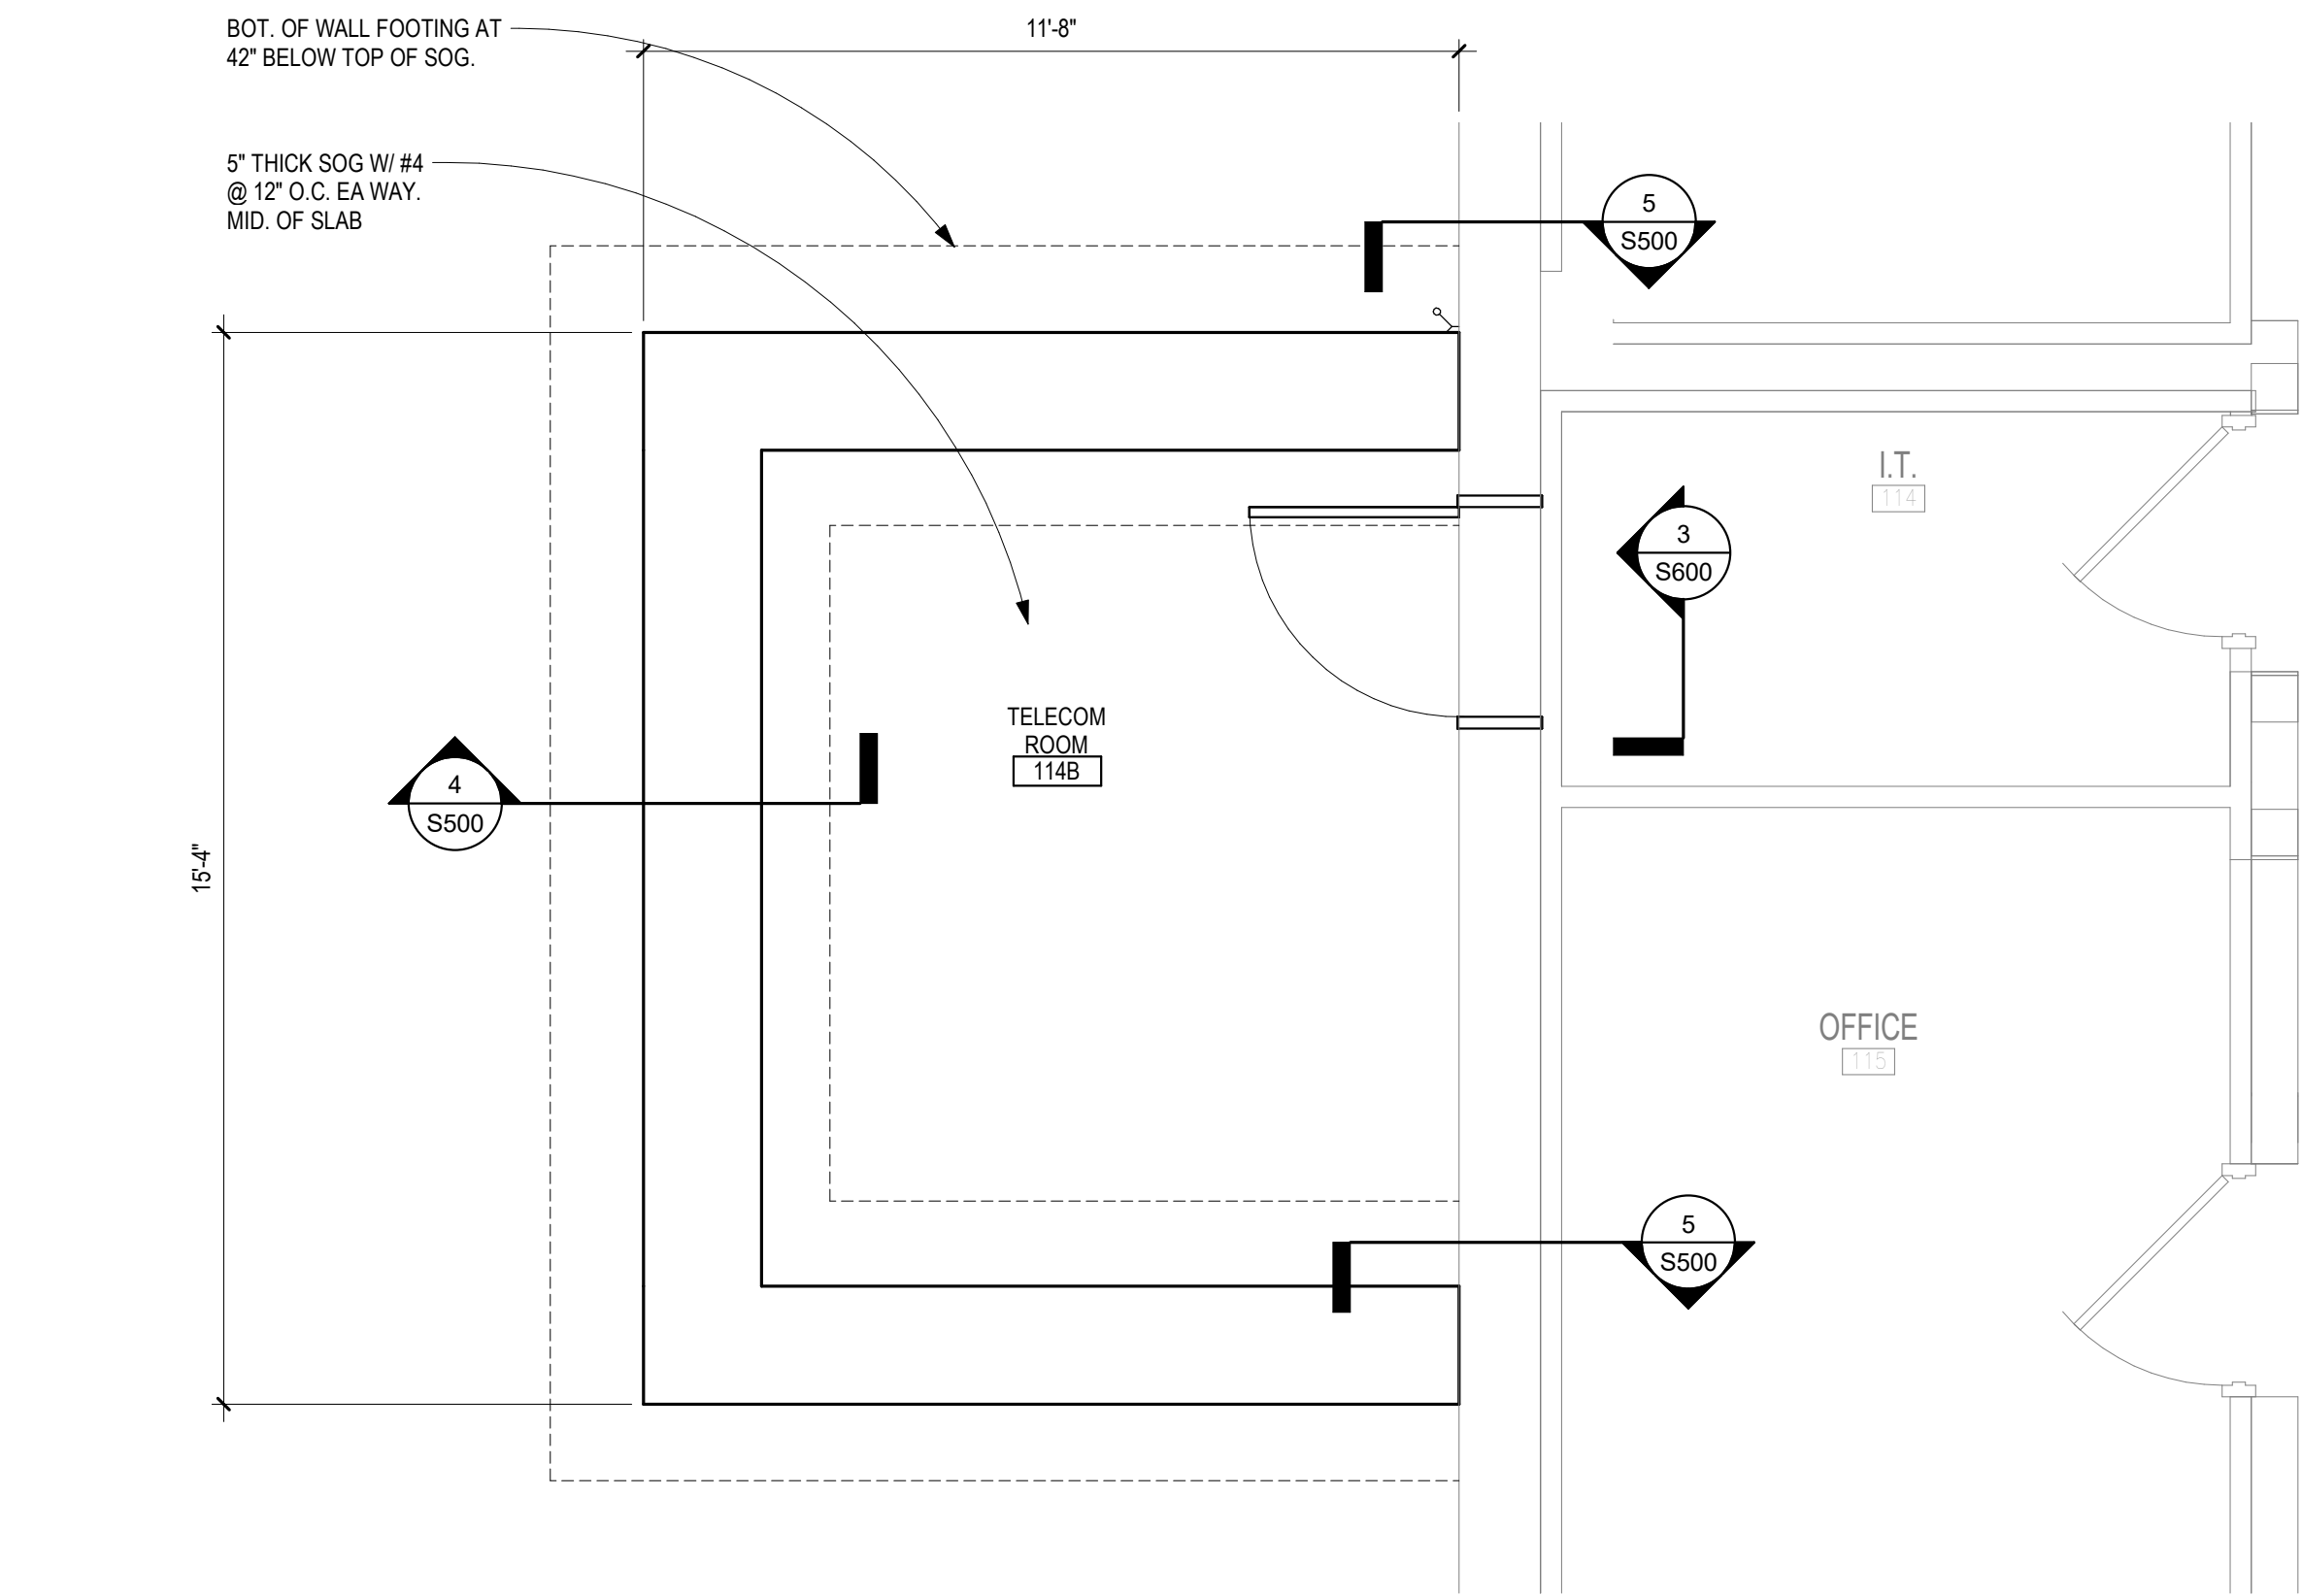 BOT. OF WALL FOOTING AT
42" BELOW TOP OF SOG.
11'-8"
5" THICK SOG W/ #4
@ 12" O.C. EA WAY.
MID. OF SLAB
5
S500
I.T.
114
3
S600
TELECOM
ROOM
114B
4
S500
15'-4"
OFFICE
115
5
S500